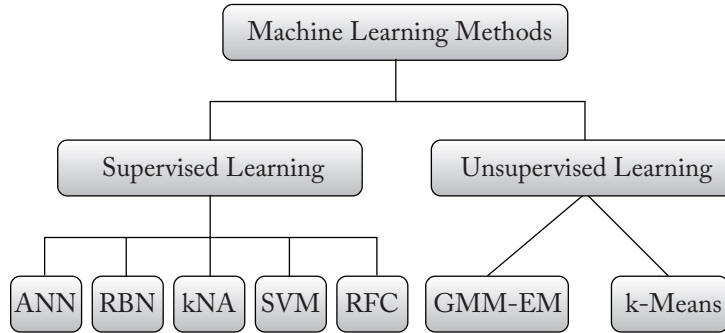 Machine Learning Methods
Supervised Learning
Unsupervised Learning
ANN
RBN
kNA
SVM
RFC
GMM-EM
k-Means